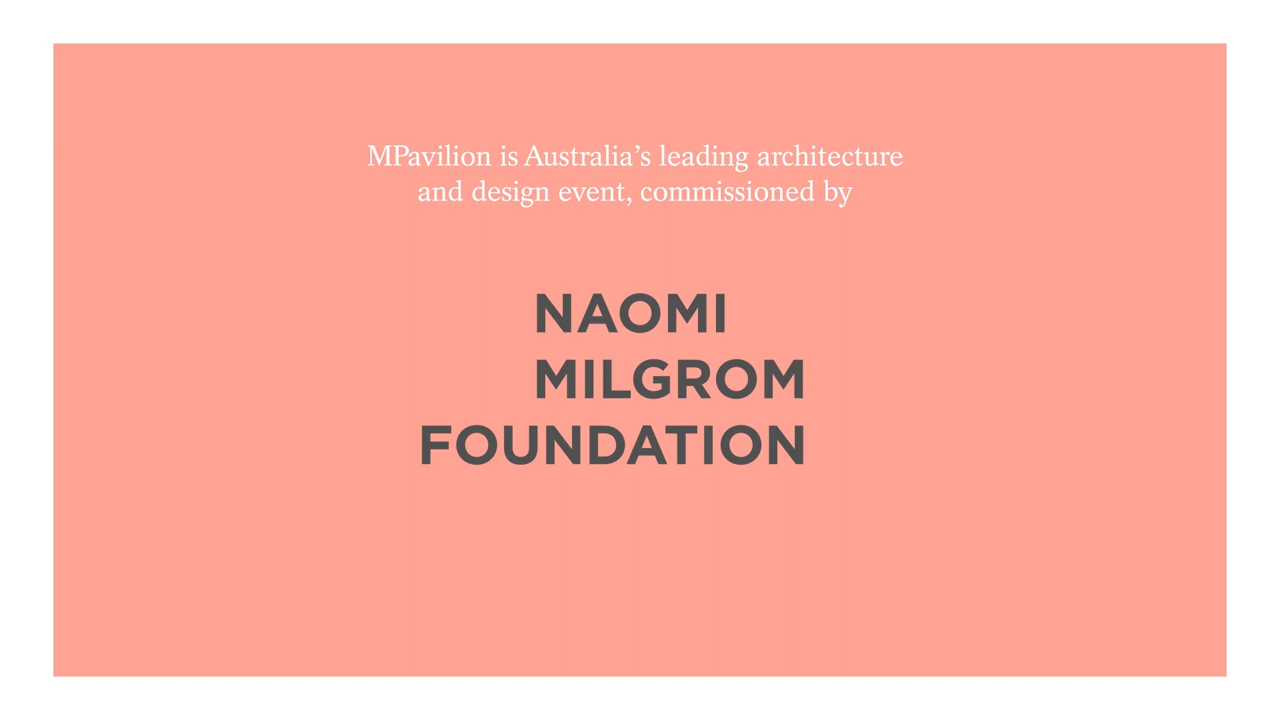 MPavilion is Australia’s leading architecture
and design event, commissioned by
NAOMI
MILGROM
FOUNDATION